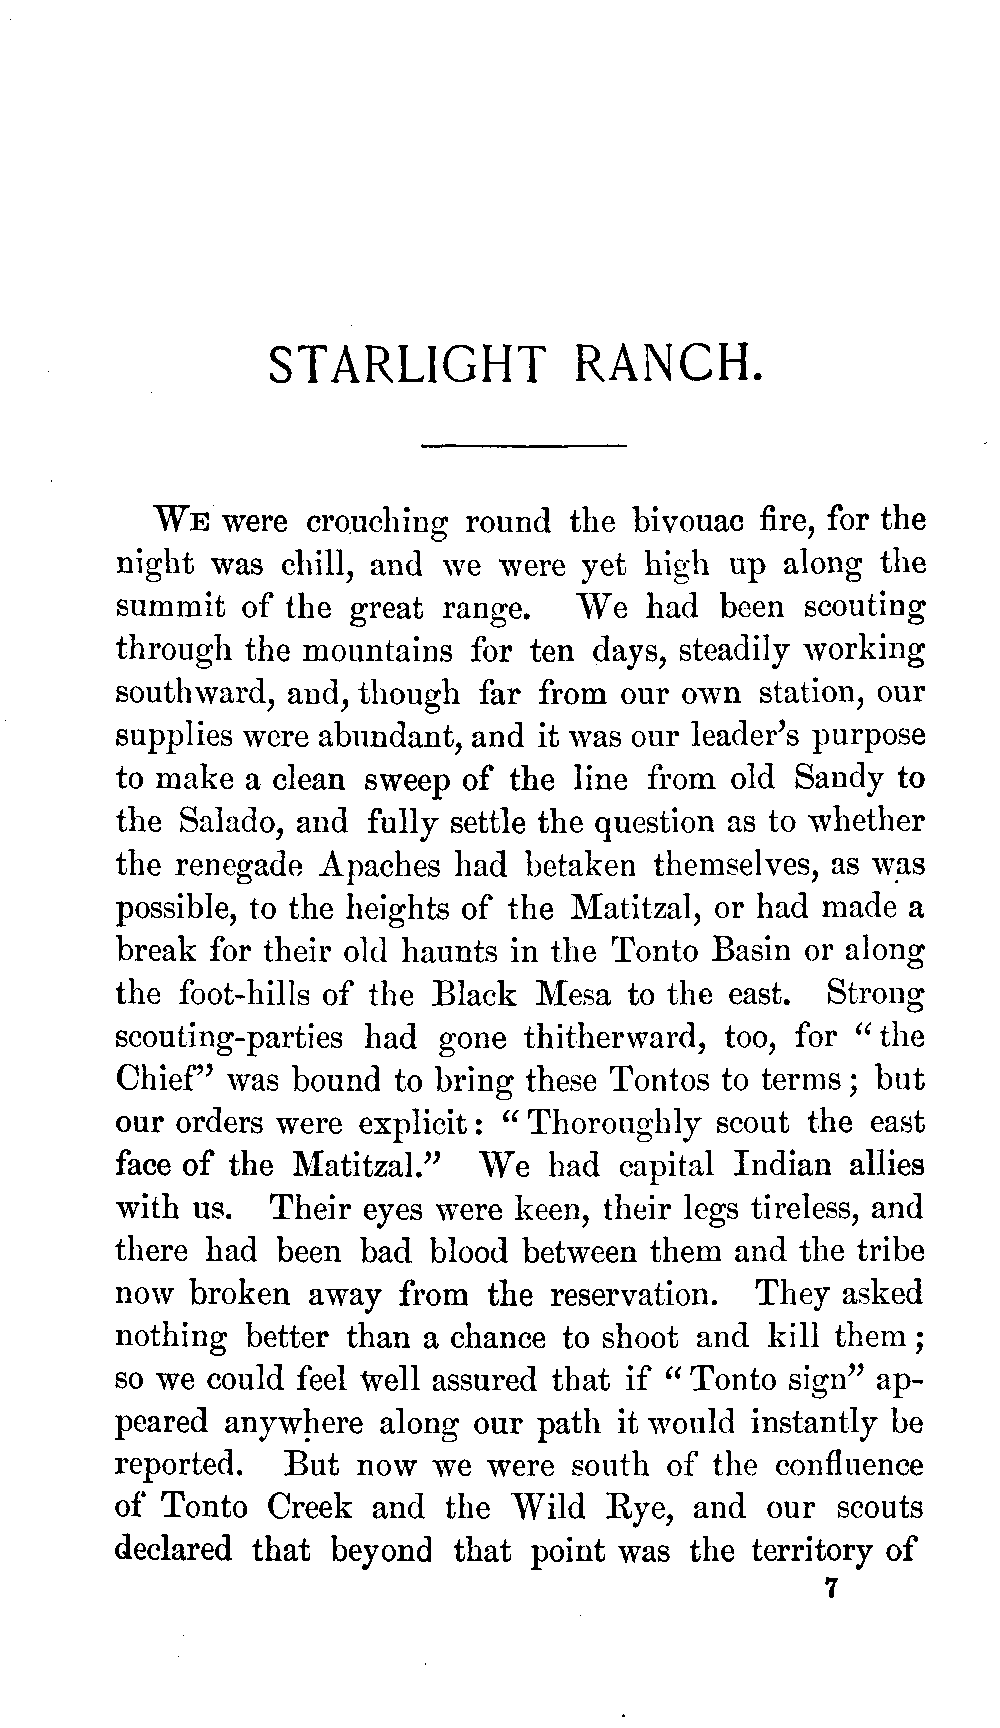 STARLIGHT RANCH.
WE were crouching round the bivouac fire, for the
night was chill, and we were yet high up along the
summit of the great range. We had been scouting
through the mountains for ten days, steadily working
southward, and, though far from our own station, our
supplies were abundant, and it was our leader's purpose
to make a clean sweep of the line from old Sandy to
the Salado, and fully settle the question as to whether
the renegade Apaches had betaken themselves, as was
possible, to the heights of the Matitzal, or had made a
break for their old haunts in the Tonto Basin or along
the foot-hills of the Black Mesa to the east. Strong
scouting-parties had gone thitherward, too, for “the
Chief” was bound to bring these Tontos to terms; but
our orders were explicit: “Thoroughly scout the east
face of the Matitzal.” We had capital Indian allies
with us. Their eyes were keen, their legs tireless, and
there had been bad blood between them and the tribe
now broken away from the reservation. They asked
nothing better than a chance to shoot and kill them;
so we could feel well assured that if “Tonto sign” ap-
peared anywhere along our path it would instantly be
reported. But now we were south of the confluence
of Tonto Creek and the Wild Rye, and our scouts
declared that beyond that point was the territory of
7